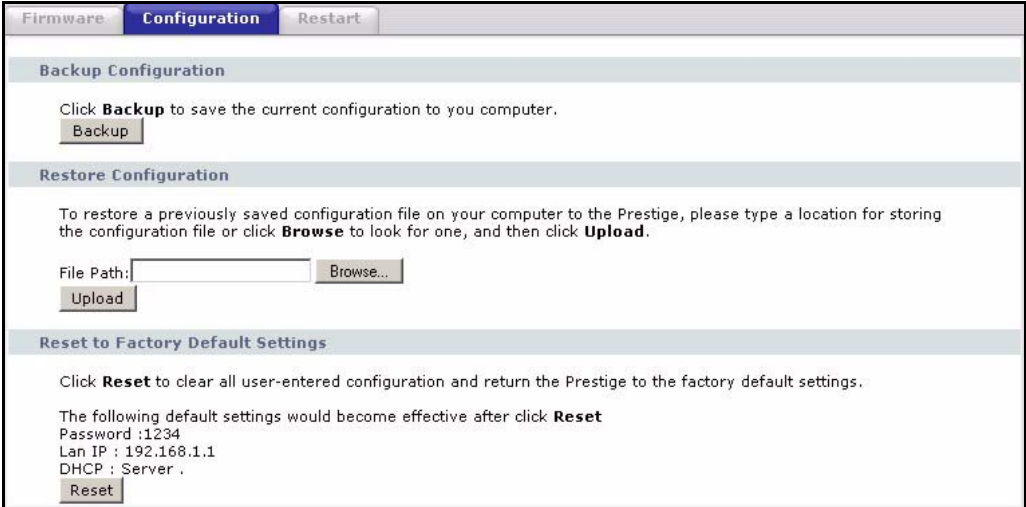 Firmware Configuration Restart
Backup Configuration
Click Backup to save the current configuration to you computer.
Backup
Restore Configuration
To restore a previously saved configuration file on your computer to the Prestige, please type a location for storing
the configuration file or click Browse to look for one, and then click Upload.
File Path: Browse...
Upload
Reset to Factory Default Settings
Click Reset to clear all user-entered configuration and return the Prestige to the factory default settings.
The following default settings would become effective after click Reset
Password :1234
Lan IP : 192.168.1.1
DHCP : Server .
Reset